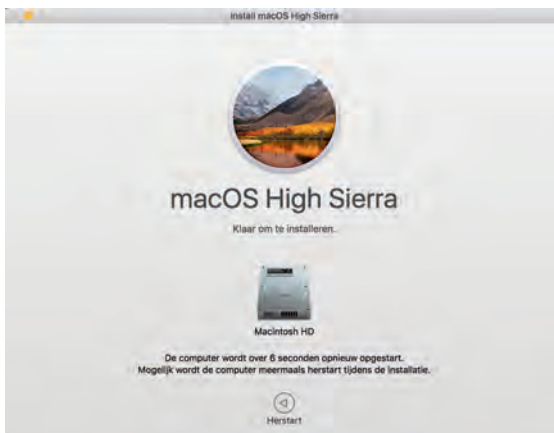 Install macOS High Sierra
macOS High Sierra
Klaar om te installeren.
Macintosh HD
De computer wordt over 6 seconden opnieuw opgestart.
Mogelijk wordt de computer meermaals herstart tijdens de installatie.
Herstart